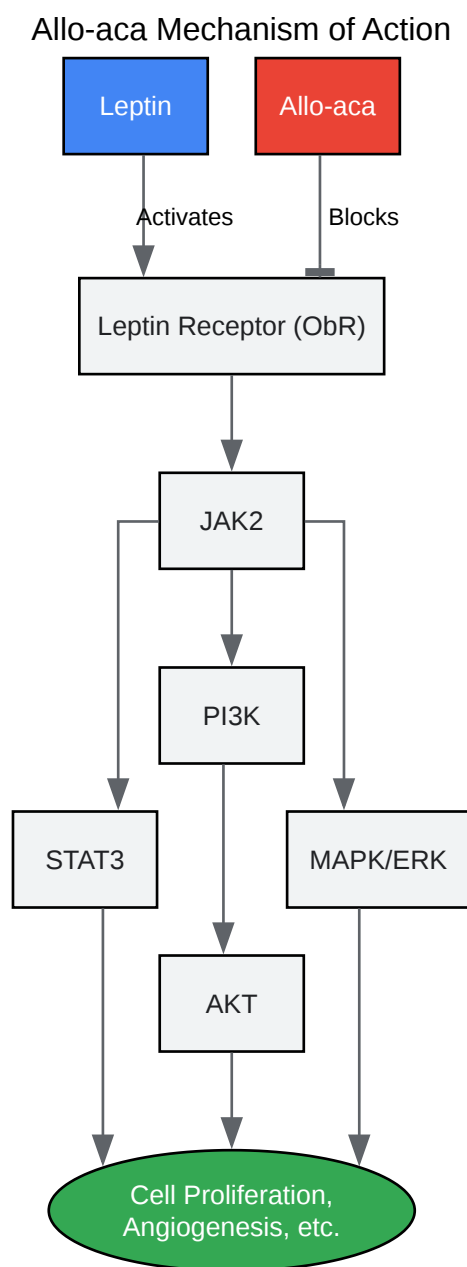 Allo-aca Mechanism of Action
Leptin
Allo-aca
Activates
Blocks
Leptin Receptor (ObR)
JAK2
PI3K
STAT3
MAPK/ERK
AKT
Cell Proliferation,
Angiogenesis, etc.